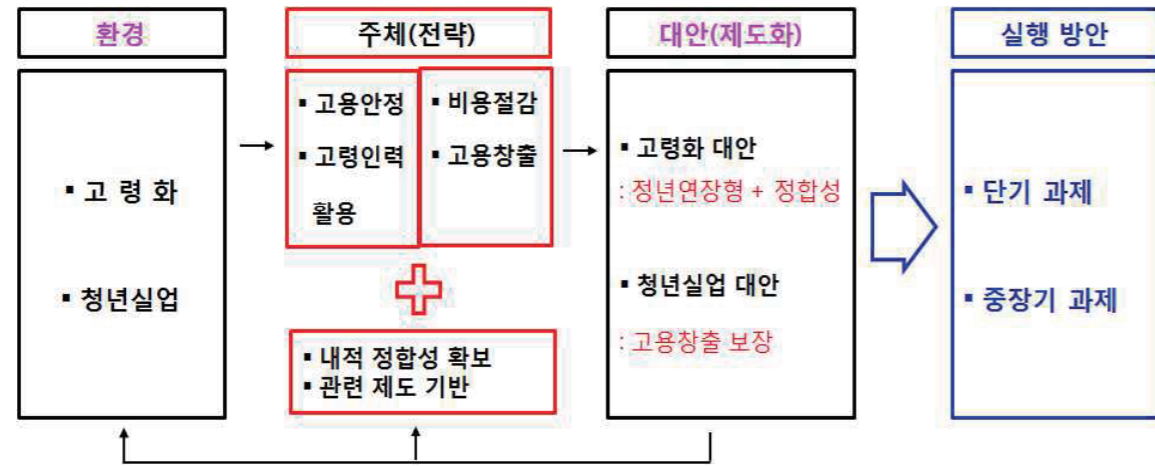 환경
▪ 고 령 화
▪ 청년실업
주체(전략)
▪ 고용안정
▪ 고령인력
활용
▪ 비용절감
▪ 고용창출
▪ 내적 정합성 확보
▪ 관련 제도 기반
대안(제도화)
▪ 고령화 대안
: 정년연장형 + 정합성
▪ 청년실업 대안
: 고용창출 보장
실행 방안
▪ 단기 과제
▪ 중장기 과제